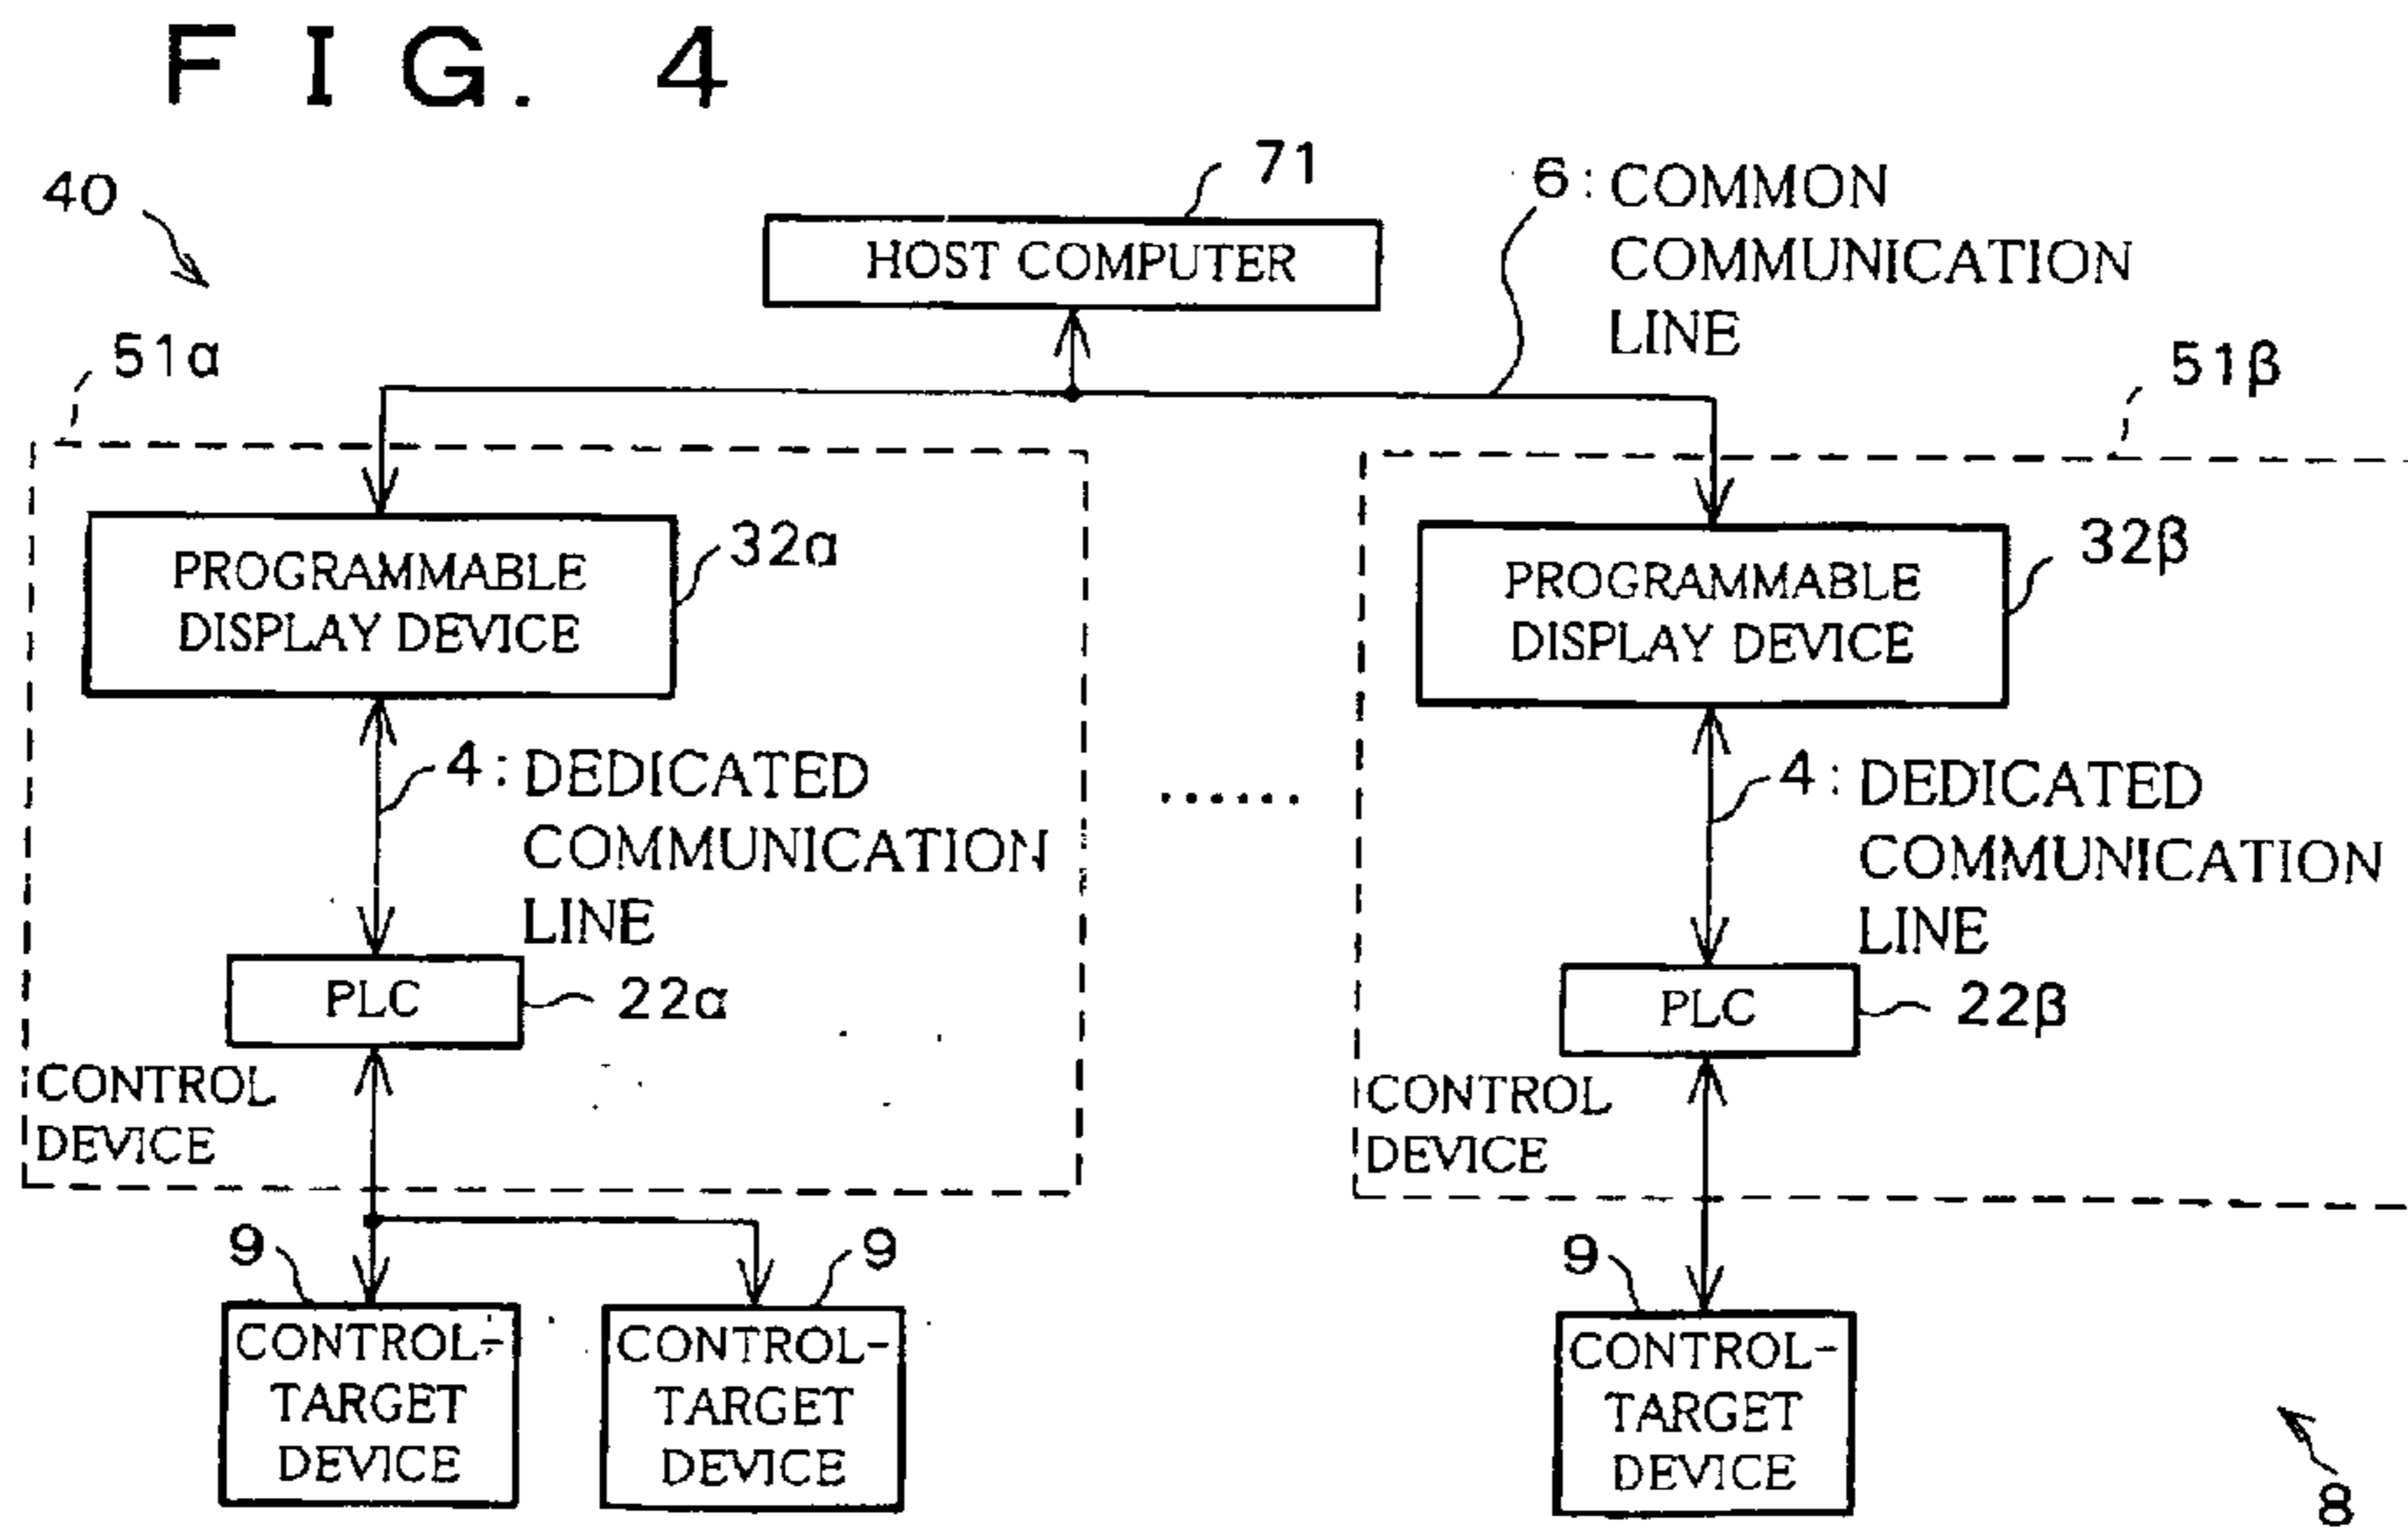 FIG. 4
40
71
HOST COMPUTER
6: COMMON
COMMUNICATION
LINE
51α
51β
PROGRAMMABLE
DISPLAY DEVICE
32α
PROGRAMMABLE
DISPLAY DEVICE
32β
4: DEDICATED
COMMUNICATION
LINE
......
4: DEDICATED
COMMUNICATION
LINE
PLC
22α
PLC
22β
CONTROL
DEVICE
CONTROL
DEVICE
9
9
9
CONTROL-
TARGET
DEVICE
CONTROL-
TARGET
DEVICE
CONTROL-
TARGET
DEVICE
8